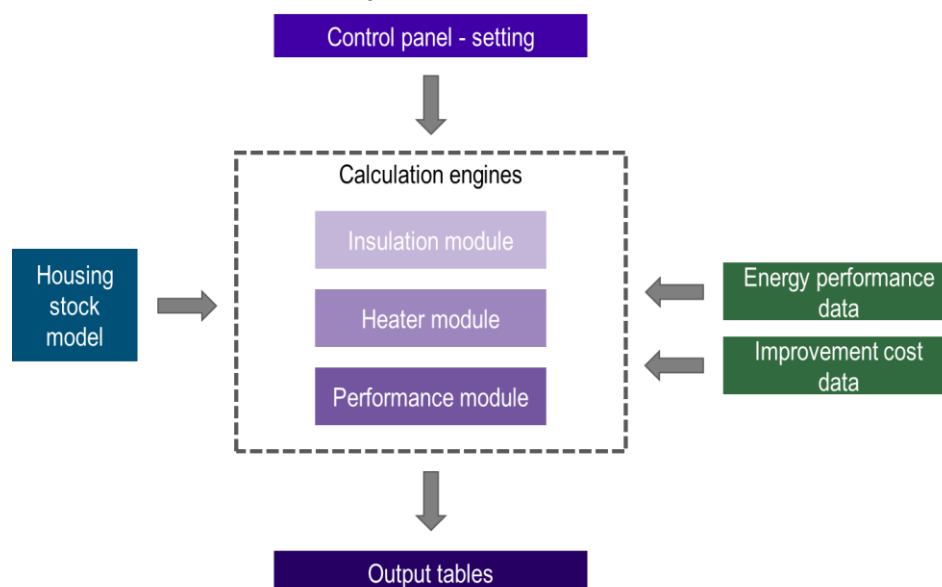 Control panel - setting
Calculation engines
Insulation module
Housing
stock
model
Heater module
Performance module
Energy performance
data
Improvement cost
data
Output tables